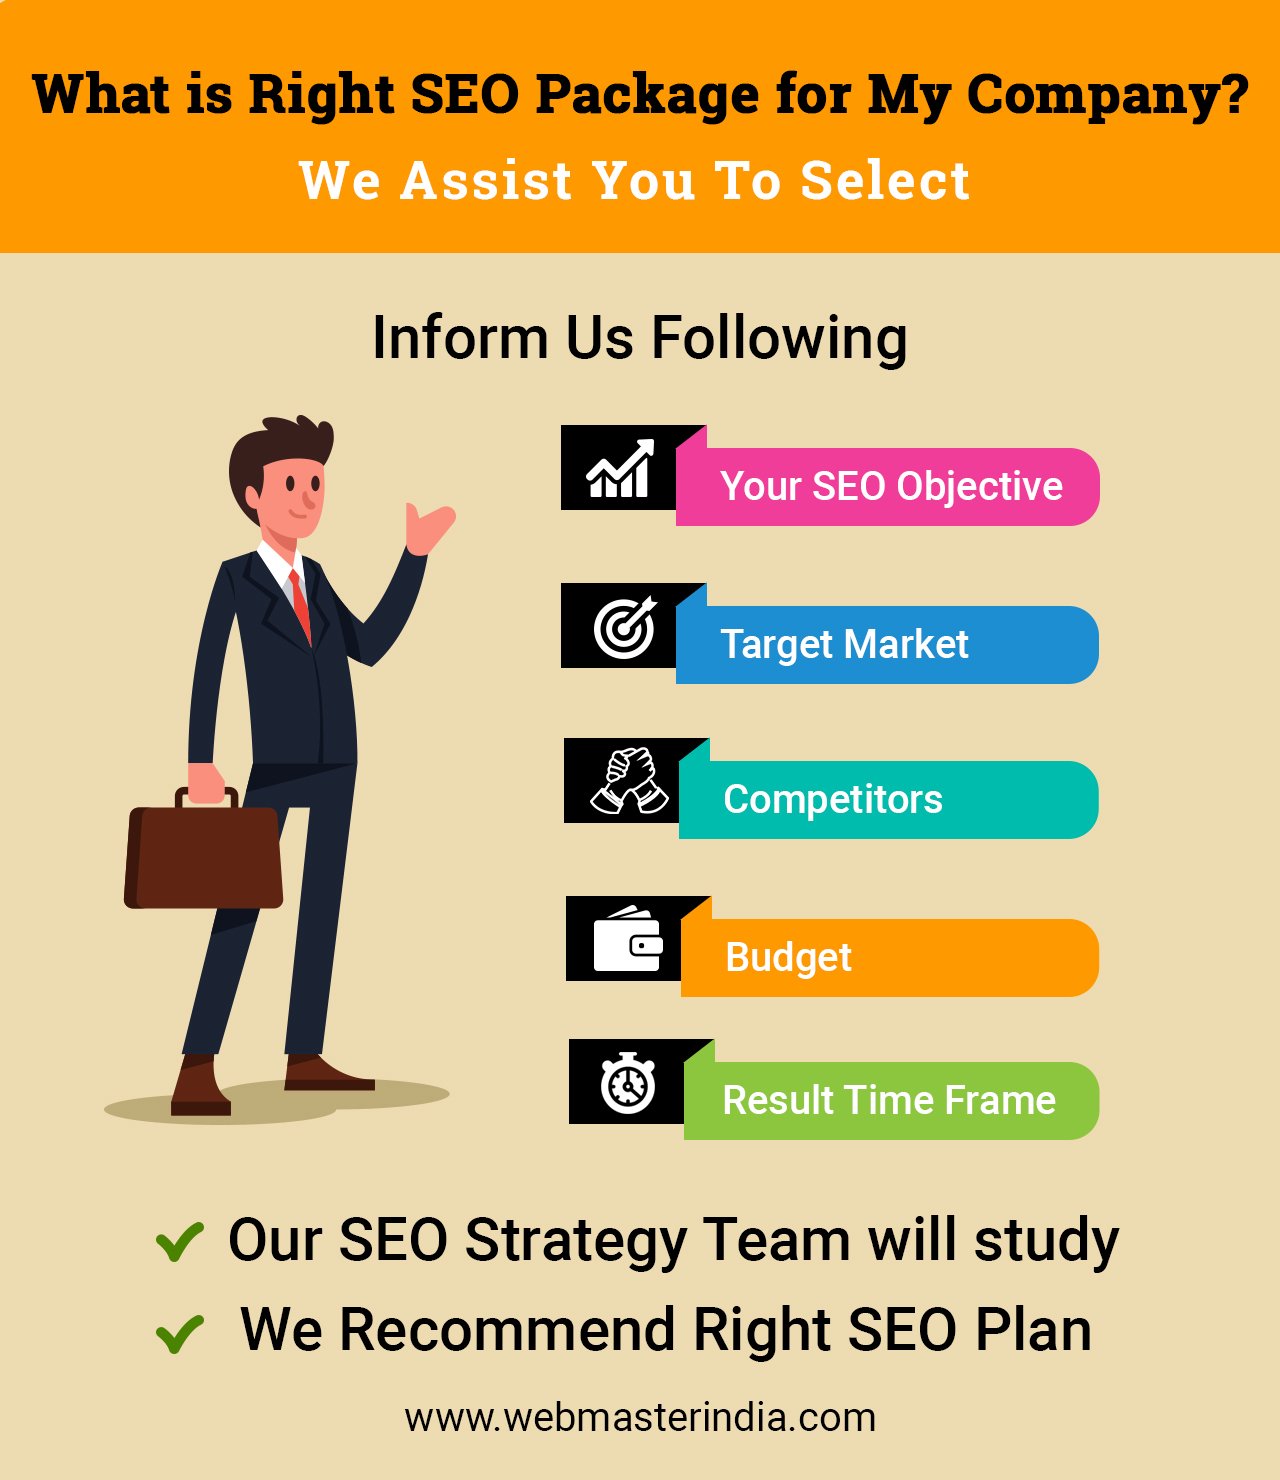 What is Right SEO Package for My Company?
We Assist You To Select
Inform Us Following
Your SEO Objective
Target Market
Competitors
Budget
Result Time Frame
Our SEO Strategy Team will study
We Recommend Right SEO Plan
www.webmasterindia.com